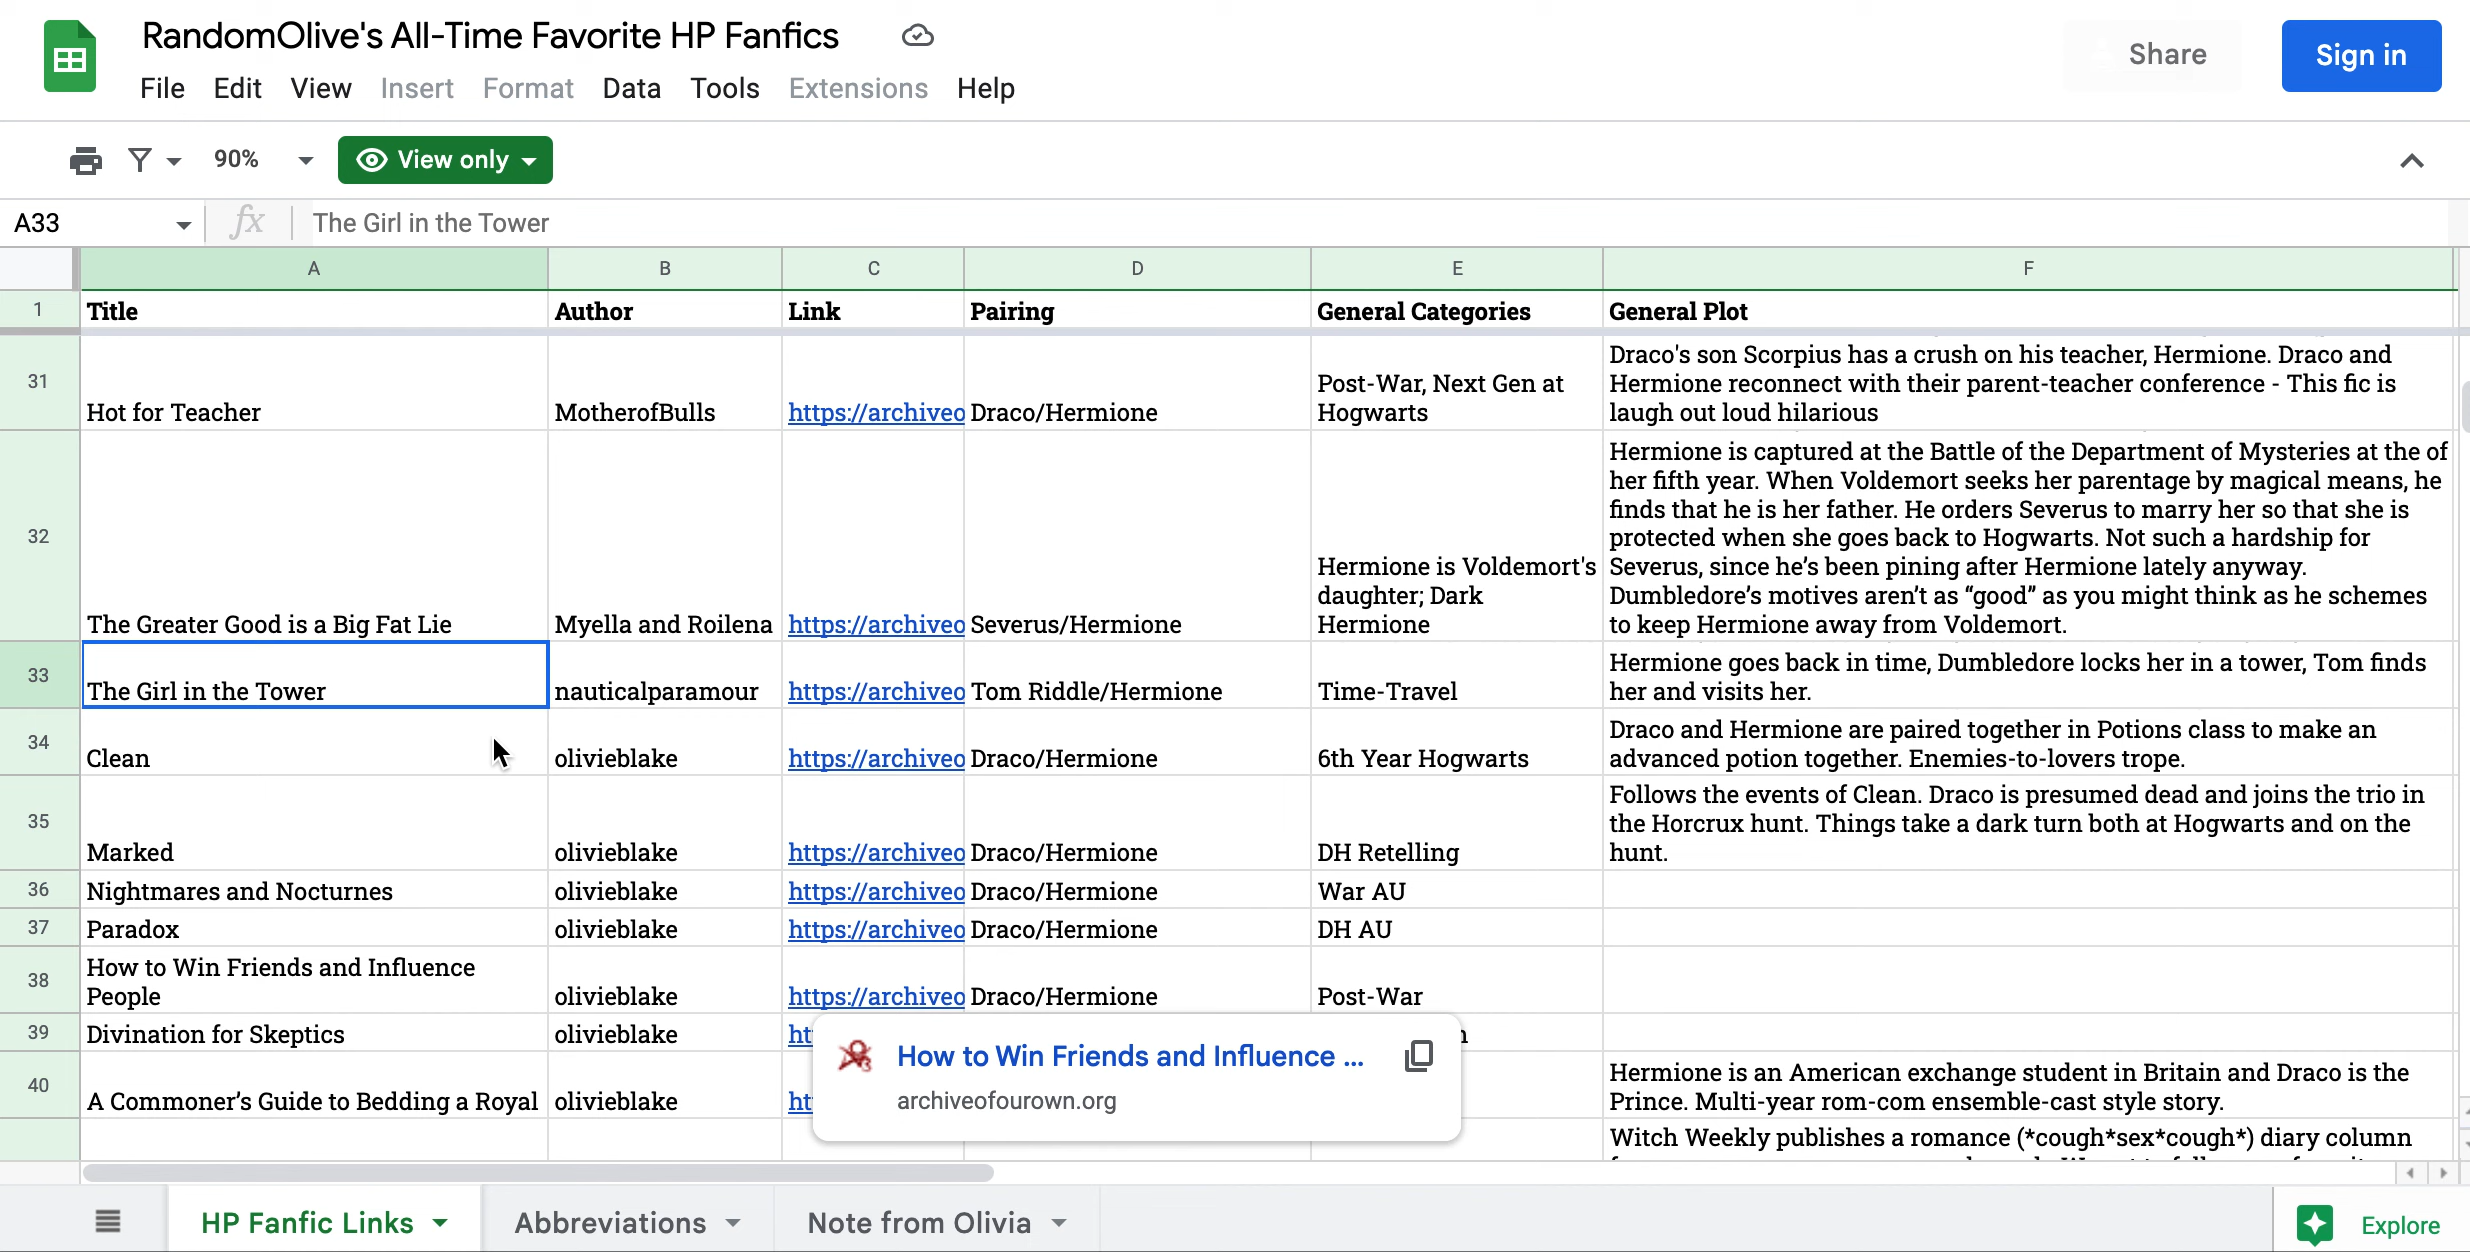 RandomOlive's All-Time Favorite HP Fanfics
Share
Sign in
File Edit View Insert Format Data Tools Extensions Help
90%
View only
A33
fx
The Girl in the Tower
A B C D E F
1 Title Author Link Pairing General Categories General Plot
Draco's son Scorpius has a crush on his teacher, Hermione. Draco and
31 Post-War, Next Gen at Hermione reconnect with their parent-teacher conference - This fic is
Hot for Teacher MotherofBulls https://archiveo Draco/Hermione Hogwarts laugh out loud hilarious
Hermione is captured at the Battle of the Department of Mysteries at the of
her fifth year. When Voldemort seeks her parentage by magical means, he
finds that he is her father. He orders Severus to marry her so that she is
32 protected when she goes back to Hogwarts. Not such a hardship for
Hermione is Voldemort's Severus, since he’s been pining after Hermione lately anyway.
daughter; Dark Dumbledore’s motives aren’t as “good” as you might think as he schemes
The Greater Good is a Big Fat Lie Myella and Roilena https://archiveo Severus/Hermione Hermione to keep Hermione away from Voldemort.
33 Hermione goes back in time, Dumbledore locks her in a tower, Tom finds
The Girl in the Tower nauticalparamour https://archiveo Tom Riddle/Hermione Time-Travel her and visits her.
34 Draco and Hermione are paired together in Potions class to make an
Clean olivieblake https://archiveo Draco/Hermione 6th Year Hogwarts advanced potion together. Enemies-to-lovers trope.
Follows the events of Clean. Draco is presumed dead and joins the trio in
35 the Horcrux hunt. Things take a dark turn both at Hogwarts and on the
Marked olivieblake https://archiveo Draco/Hermione DH Retelling hunt.
36 Nightmares and Nocturnes olivieblake https://archiveo Draco/Hermione War AU
37 Paradox olivieblake https://archiveo Draco/Hermione DH AU
38 How to Win Friends and Influence
People olivieblake https://archiveo Draco/Hermione Post-War
39 Divination for Skeptics olivieblake ht
How to Win Friends and Influence ...
archiveofourown.org
40 Hermione is an American exchange student in Britain and Draco is the
A Commoner’s Guide to Bedding a Royal olivieblake ht Prince. Multi-year rom-com ensemble-cast style story.
Witch Weekly publishes a romance (*cough*sex*cough*) diary column
HP Fanfic Links Abbreviations Note from Olivia Explore